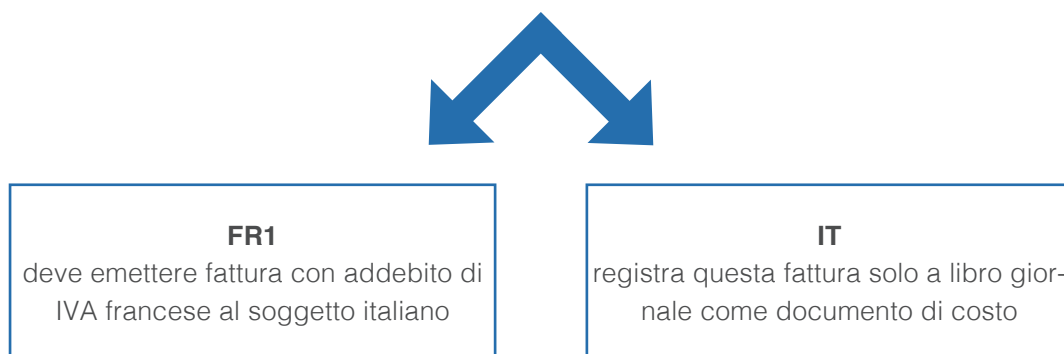 FR1
deve emettere fattura con addebito di
IVA francese al soggetto italiano
IT
registra questa fattura solo a libro gior-
nale come documento di costo